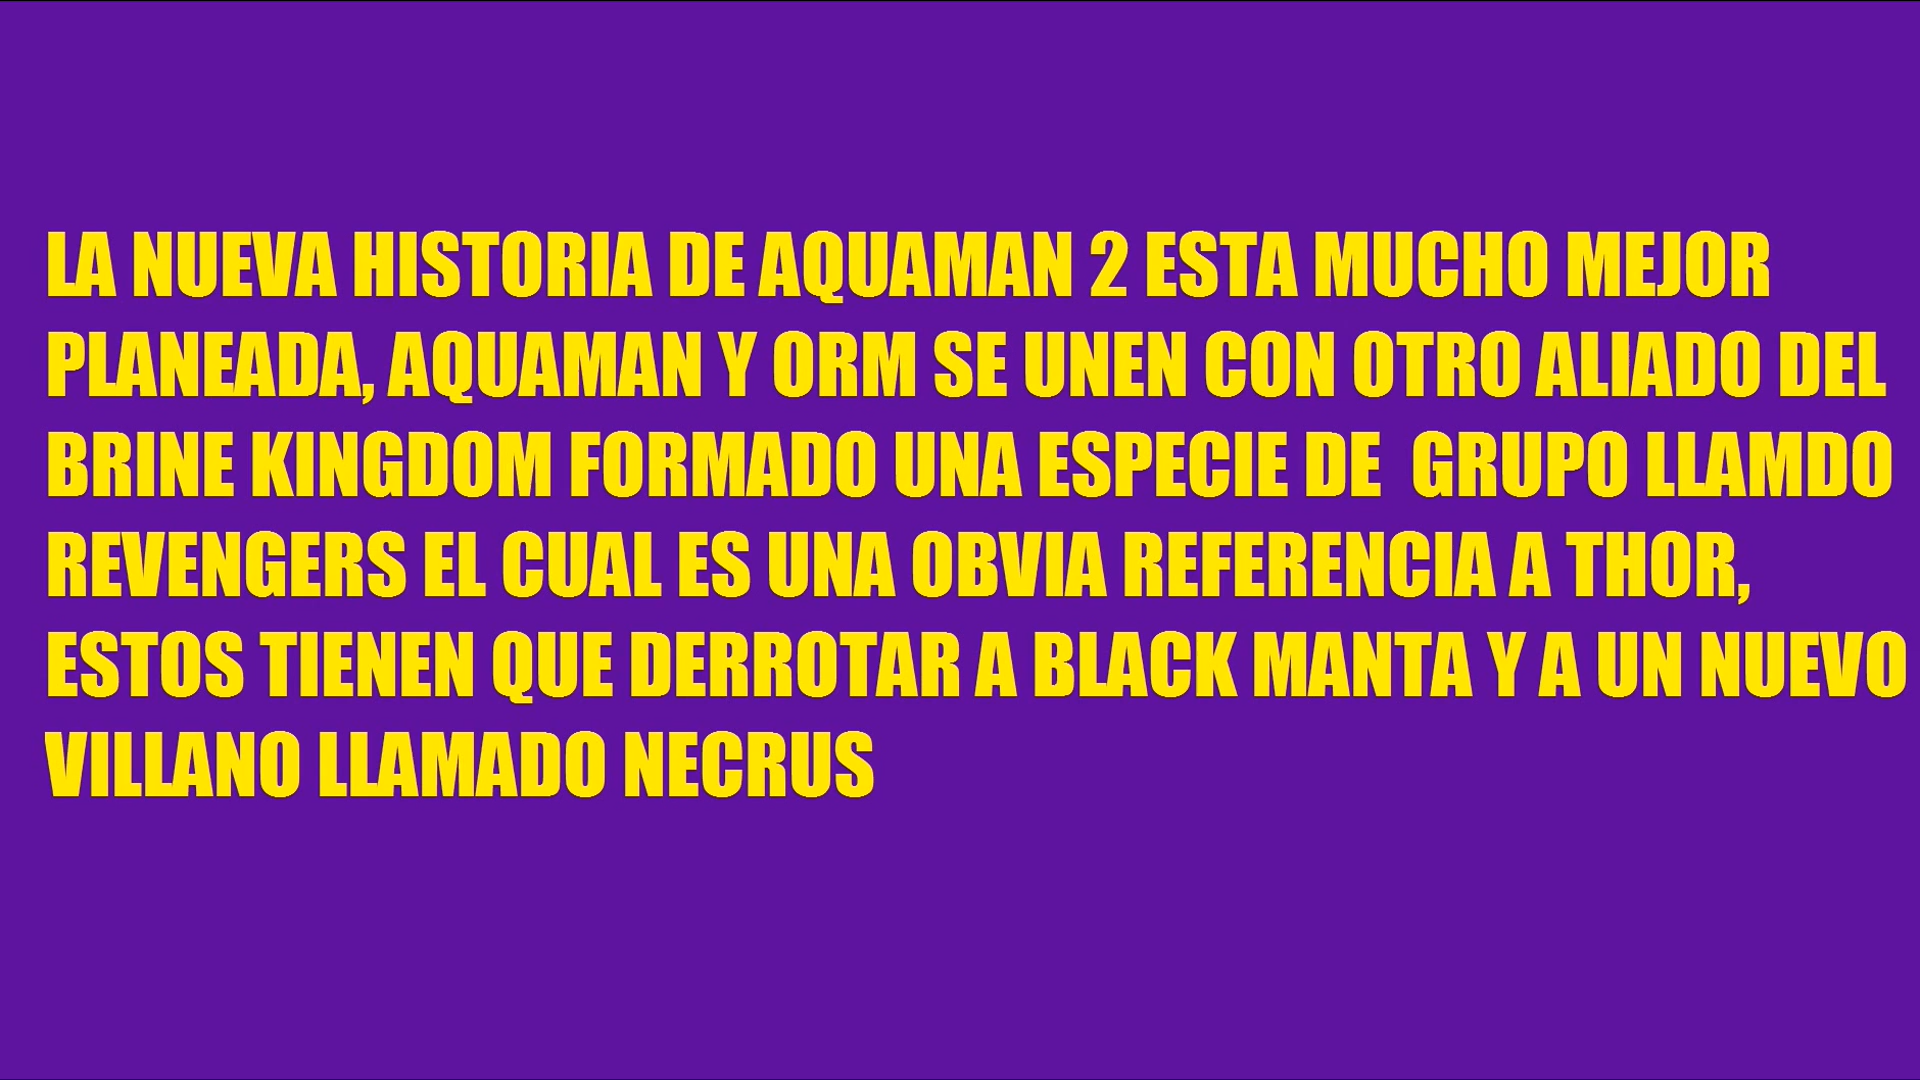 LA NUEVA HISTORIA DE AQUAMAN 2 ESTA MUCHO MEJOR
PLANEADA, AQUAMAN Y ORM SE UNEN CON OTRO ALIADO DEL
BRINE KINGDOM FORMADO UNA ESPECIE DE  GRUPO LLAMDO
REVENGERS EL CUAL ES UNA OBVIA REFERENCIA A THOR,
ESTOS TIENEN QUE DERROTAR A BLACK MANTA Y A UN NUEVO
VILLANO LLAMADO NECRUS